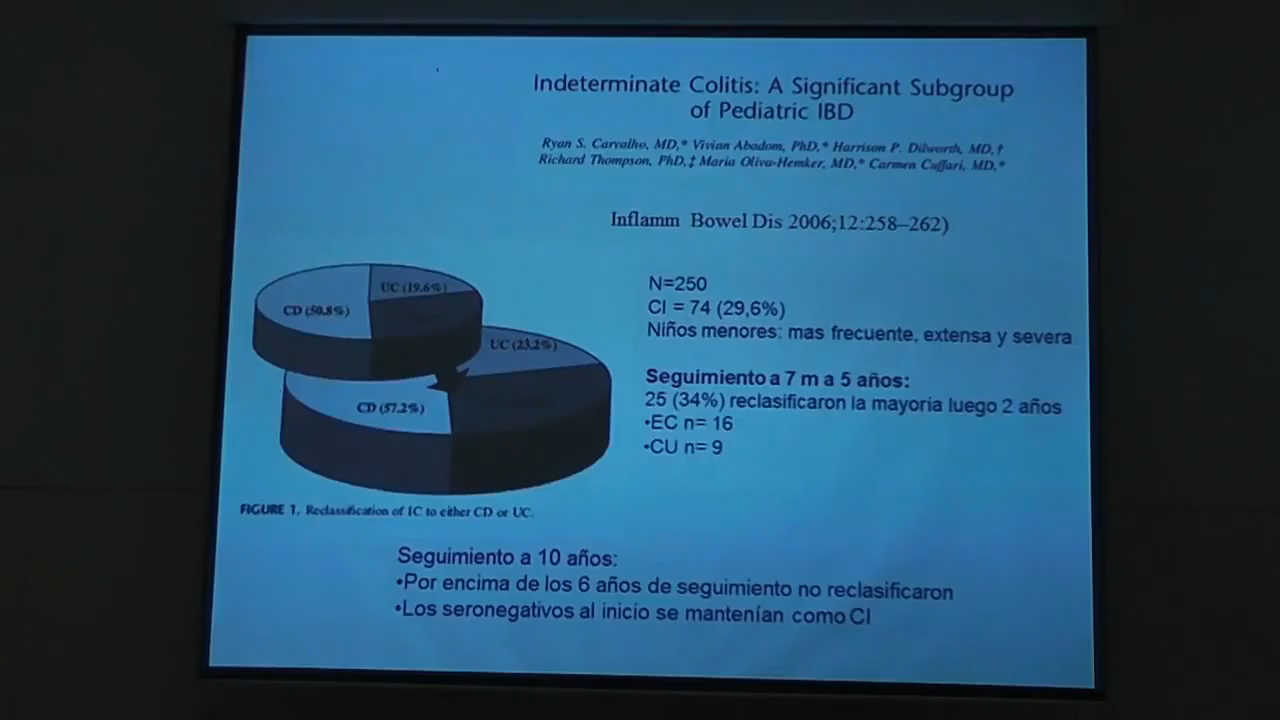 Indeterminate Colitis: A Significant Subgroup
of Pediatric IBD
Ryan S. Carvalho, MD,* Vivian Abadom, PhD,* Harrison P. Dilworth, MD,†
Richard Thompson, PhD,‡ Maria Oliva-Hemker, MD,* Carmen Cuffari, MD,*
Inflamm Bowel Dis 2006;12:258–262)
UC (19.6%)
CD (50.8%)
UC (23.2%)
CD (57.2%)
FIGURE 1. Reclassification of IC to either CD or UC.
N=250
CI = 74 (29,6%)
Niños menores: mas frecuente, extensa y severa
Seguimiento a 7 m a 5 años:
25 (34%) reclasificaron la mayoria luego 2 años
•EC n= 16
•CU n= 9
Seguimiento a 10 años:
•Por encima de los 6 años de seguimiento no reclasificaron
•Los seronegativos al inicio se mantenían como CI